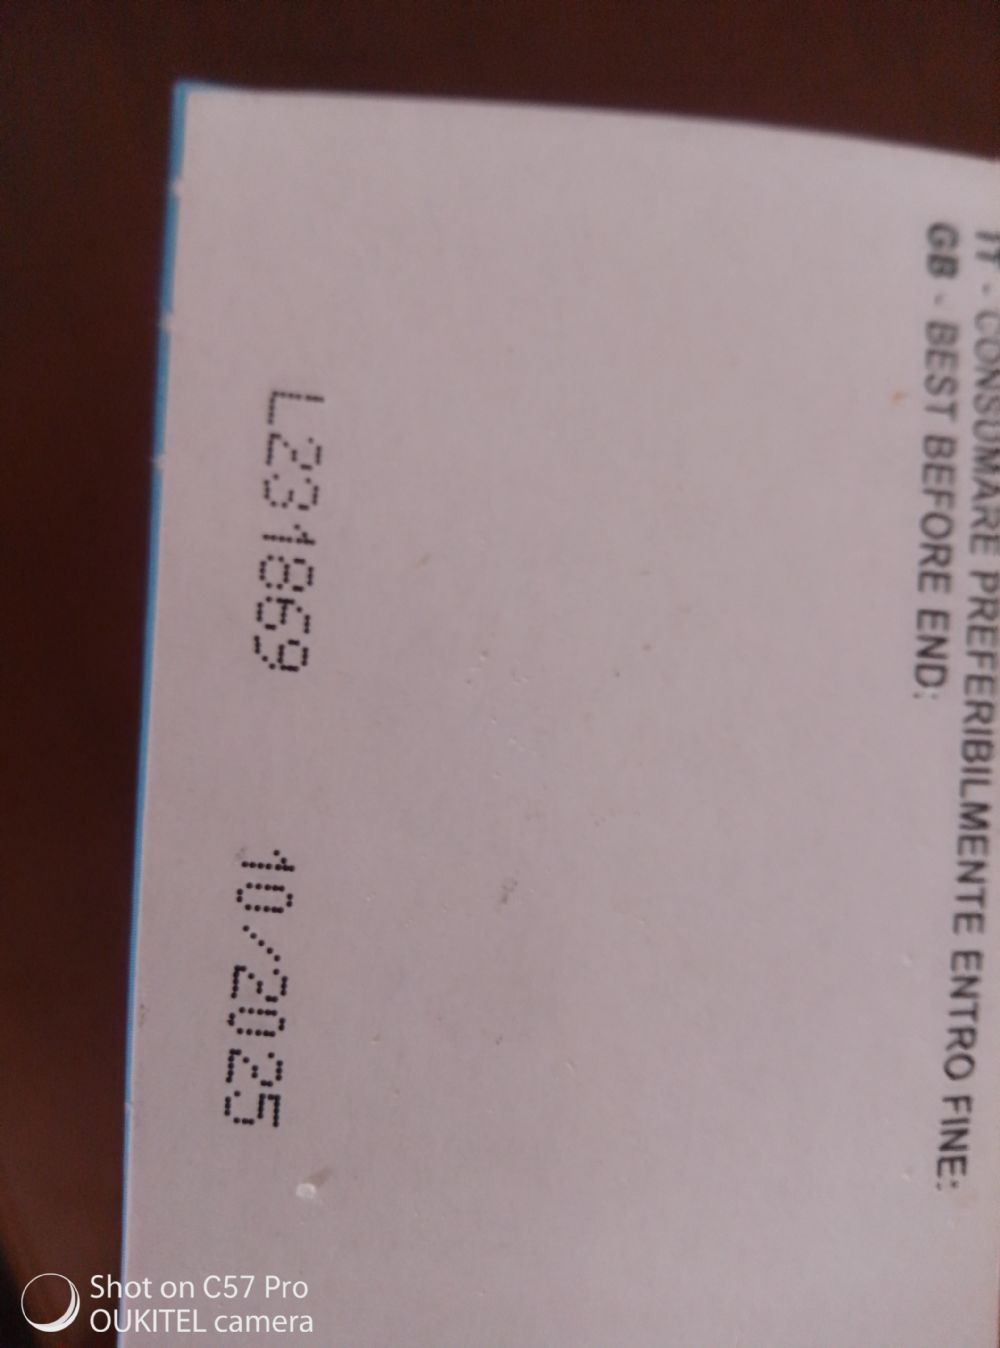 IT - CONSUMARE PREFERIBILMENTE ENTRO FINE:
GB - BEST BEFORE END:
L231869 10/2025
Shot on C57 Pro
OUKITEL camera